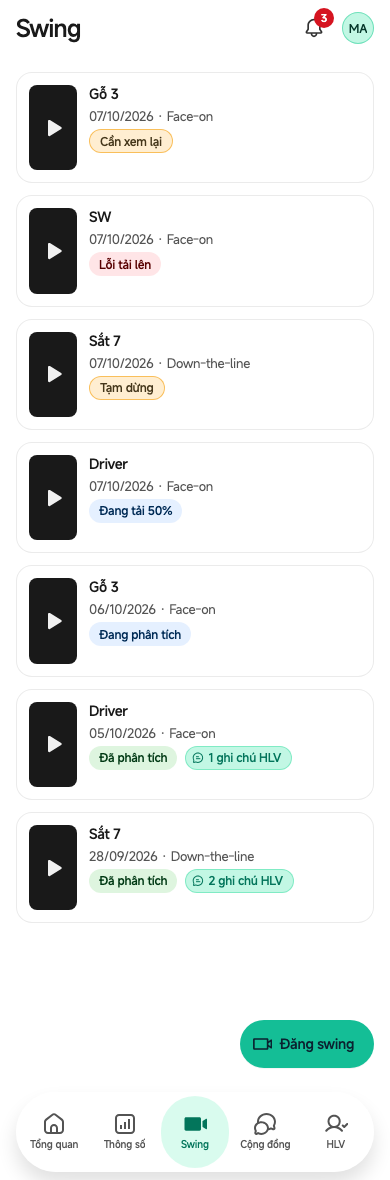 Swing
3
MA
Gỗ 3
07/10/2026 · Face-on
Cần xem lại
SW
07/10/2026 · Face-on
Lỗi tải lên
Sắt 7
07/10/2026 · Down-the-line
Tạm dừng
Driver
07/10/2026 · Face-on
Đang tải 50%
Gỗ 3
06/10/2026 · Face-on
Đang phân tích
Driver
05/10/2026 · Face-on
Đã phân tích 1 ghi chú HLV
Sắt 7
28/09/2026 · Down-the-line
Đã phân tích 2 ghi chú HLV
Đăng swing
Tổng quan Thông số Swing Cộng đồng HLV